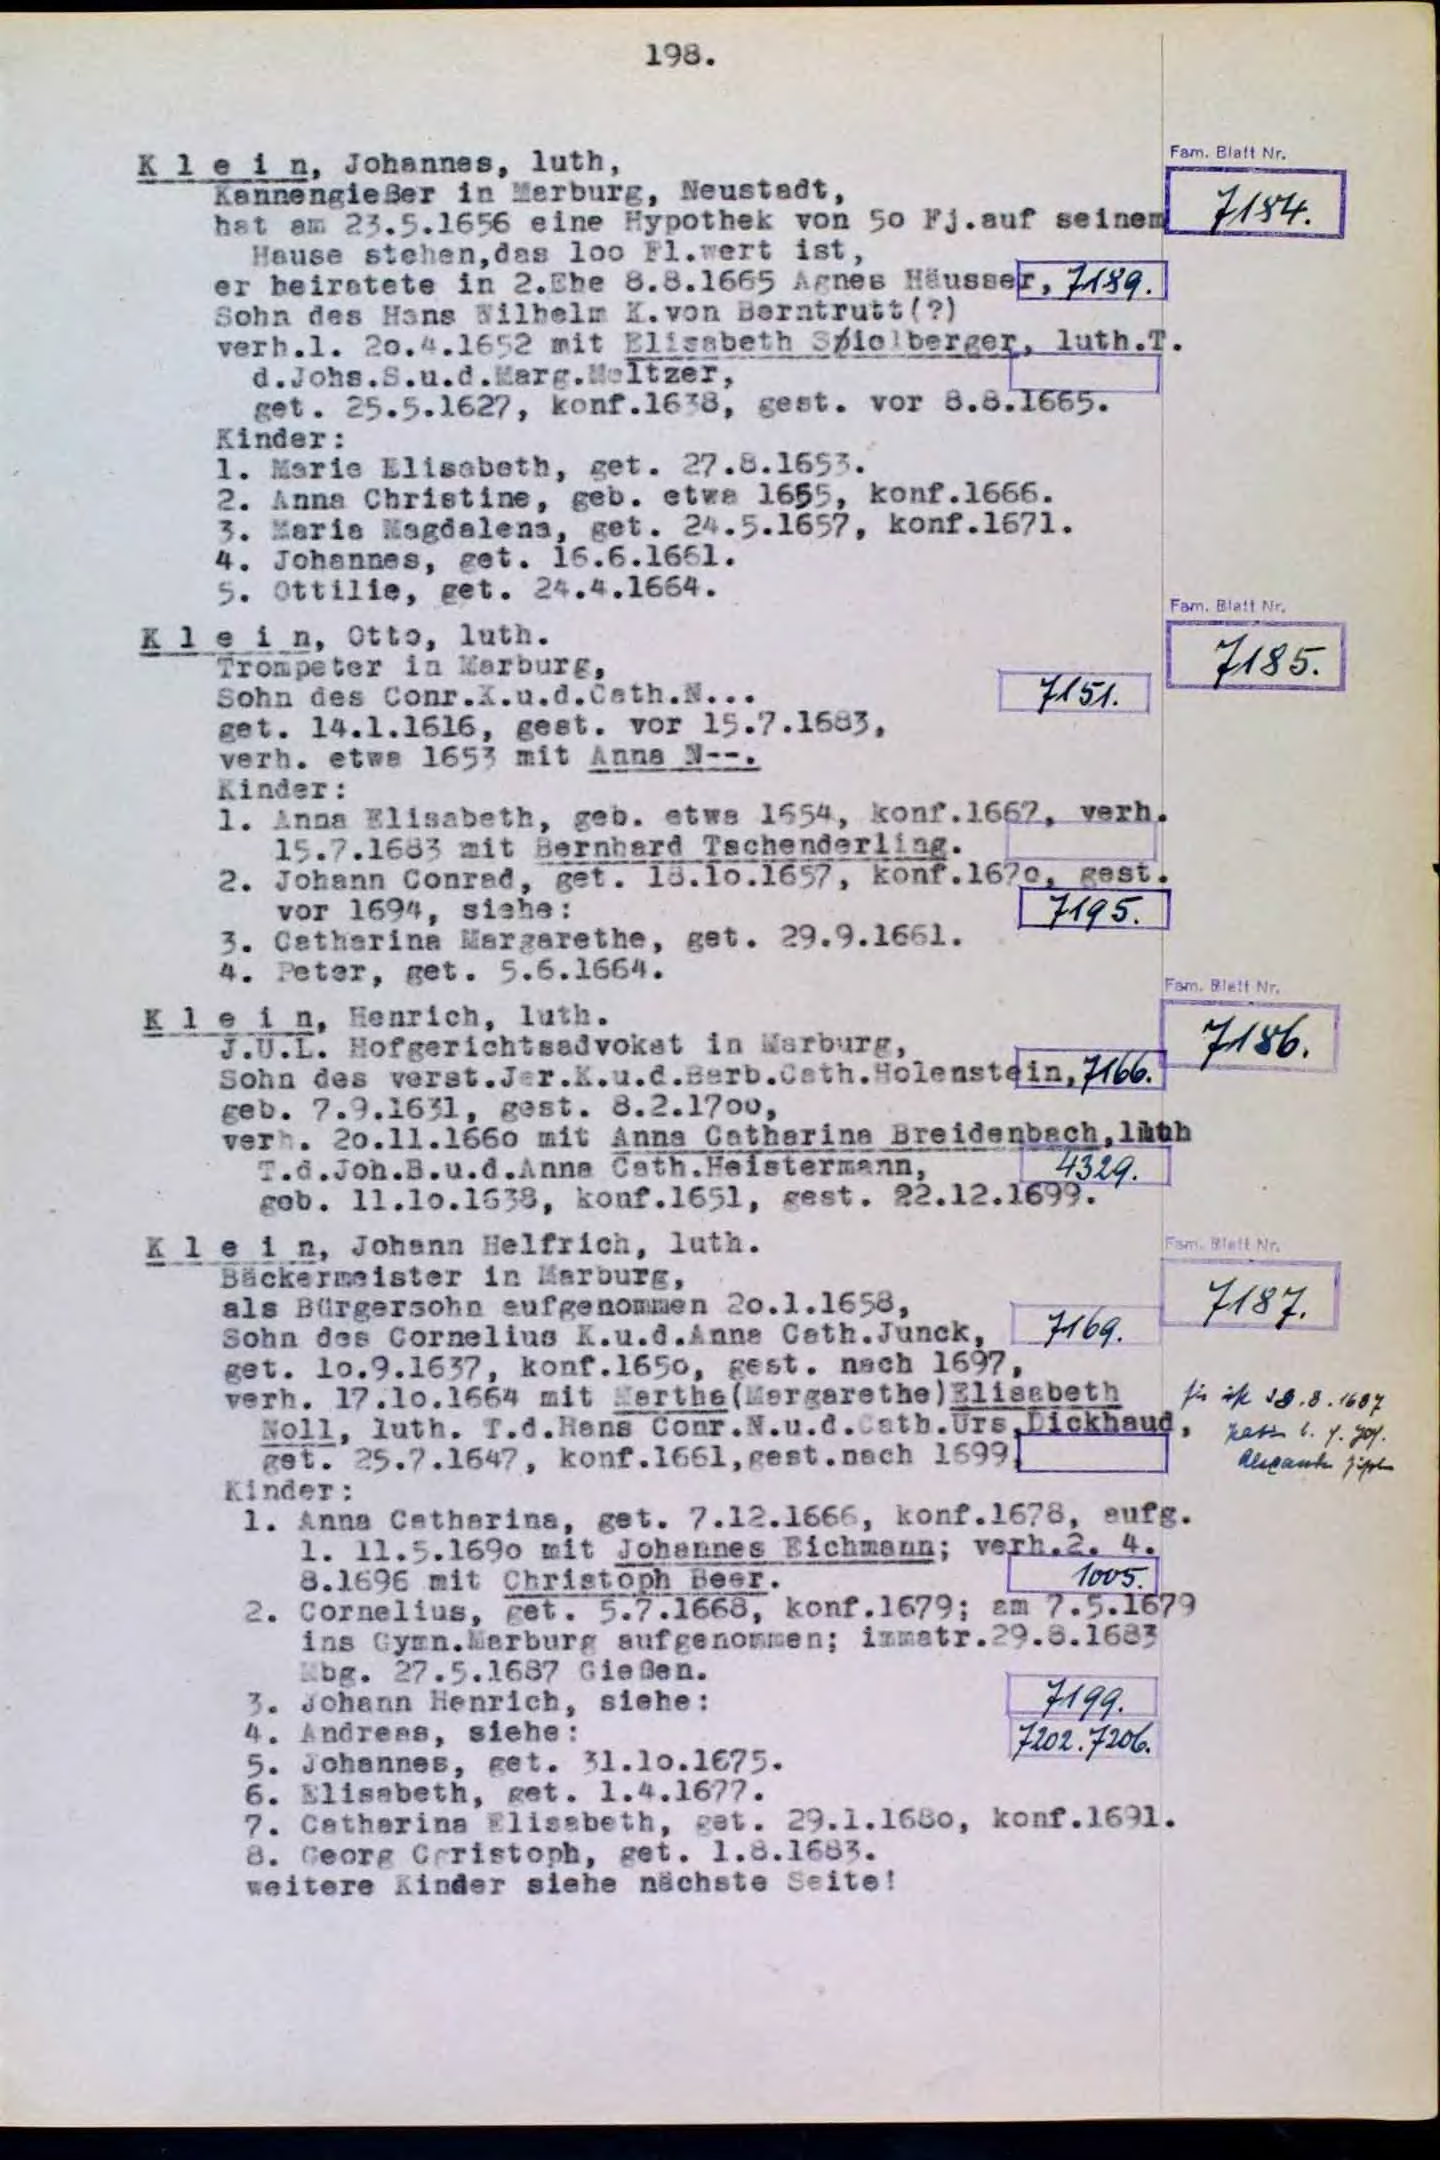 198.
K l e i n, Johannes, luth,
Fam. Blatt Nr.
Kannengießer in Marburg, Neustadt,
7184.
hat am 23.5.1656 eine Hypothek von 50 Fj.auf seinem
Hause stehen,das loo Fl.wert ist,
er heiratete in 2.Ehe 8.8.1665 Agnes Häusser, 7189.
Sohn des Hans Wilhelm K.von Berntrutt(?)
verh.1. 2o.4.1652 mit Elisabeth Spielberger, luth.T.
d.Johs.S.u.d.Marg.Meltzer,
get. 25.5.1627, konf.1638, gest. vor 8.8.1665.
Kinder:
1. Marie Elisabeth, get. 27.8.1653.
2. Anna Christine, geb. etwa 1655, konf.1666.
3. Maria Magdalena, get. 24.5.1657, konf.1671.
4. Johannes, get. 16.6.1661.
5. Ottilie, get. 24.4.1664.
Fam. Blatt Nr.
K l e i n, Otto, luth.
7185.
Trompeter in Marburg,
Sohn des Conr.K.u.d.Cath.N... 7151.
get. 14.1.1616, gest. vor 15.7.1683,
verh. etwa 1653 mit Anna N--.
Kinder:
1. Anna Elisabeth, geb. etwa 1654, konf.1667, verh.
15.7.1683 mit Bernhard Tschenderling.
2. Johann Conrad, get. 18.1o.1657, konf.167o, gest.
vor 1694, siehe: 7195.
3. Catharina Margarethe, get. 29.9.1661.
4. Peter, get. 5.6.1664.
Fam. Blatt Nr.
K l e i n, Henrich, luth.
7186.
J.U.L. Hofgerichtsadvokat in Marburg,
Sohn des verst.Jer.K.u.d.Barb.Cath.Holenstein, 7166.
geb. 7.9.1631, gest. 8.2.17oo,
verh. 2o.11.166o mit Anna Catharina Breidenbach, luth
T.d.Joh.B.u.d.Anna Cath.Heistermann, 4329.
geb. 11.1o.1638, konf.1651, gest. 22.12.1699.
K l e i n, Johann Helfrich, luth.
Fam. Blatt Nr.
Bäckermeister in Marburg,
7187.
als Bürgersohn aufgenommen 2o.1.1658,
Sohn des Cornelius K.u.d.Anna Cath.Junck, 7169.
get. 1o.9.1637, konf.165o, gest. nach 1697,
verh. 17.1o.1664 mit Martha(Margarethe)Elisabeth
Noll, luth. T.d.Hans Conr.N.u.d.Cath.Urs.Dickhaud,
get. 25.7.1647, konf.1661,gest.nach 1699.
Kinder:
1. Anna Catharina, get. 7.12.1666, konf.1678, aufg.
1. 11.5.169o mit Johannes Eichmann; verh.2. 4.
8.1696 mit Christoph Beer. 1005.
2. Cornelius, get. 5.7.1668, konf.1679; am 7.5.1679
ins Gymn.Marburg aufgenommen; immatr.29.8.1683
Mbg. 27.5.1687 Gießen.
3. Johann Henrich, siehe: 7199.
4. Andreas, siehe: 7202. 7206.
5. Johannes, get. 31.1o.1675.
6. Elisabeth, get. 1.4.1677.
7. Catharina Elisabeth, get. 29.1.168o, konf.1691.
8. Georg Cristoph, get. 1.8.1683.
weitere Kinder siehe nächste Seite!